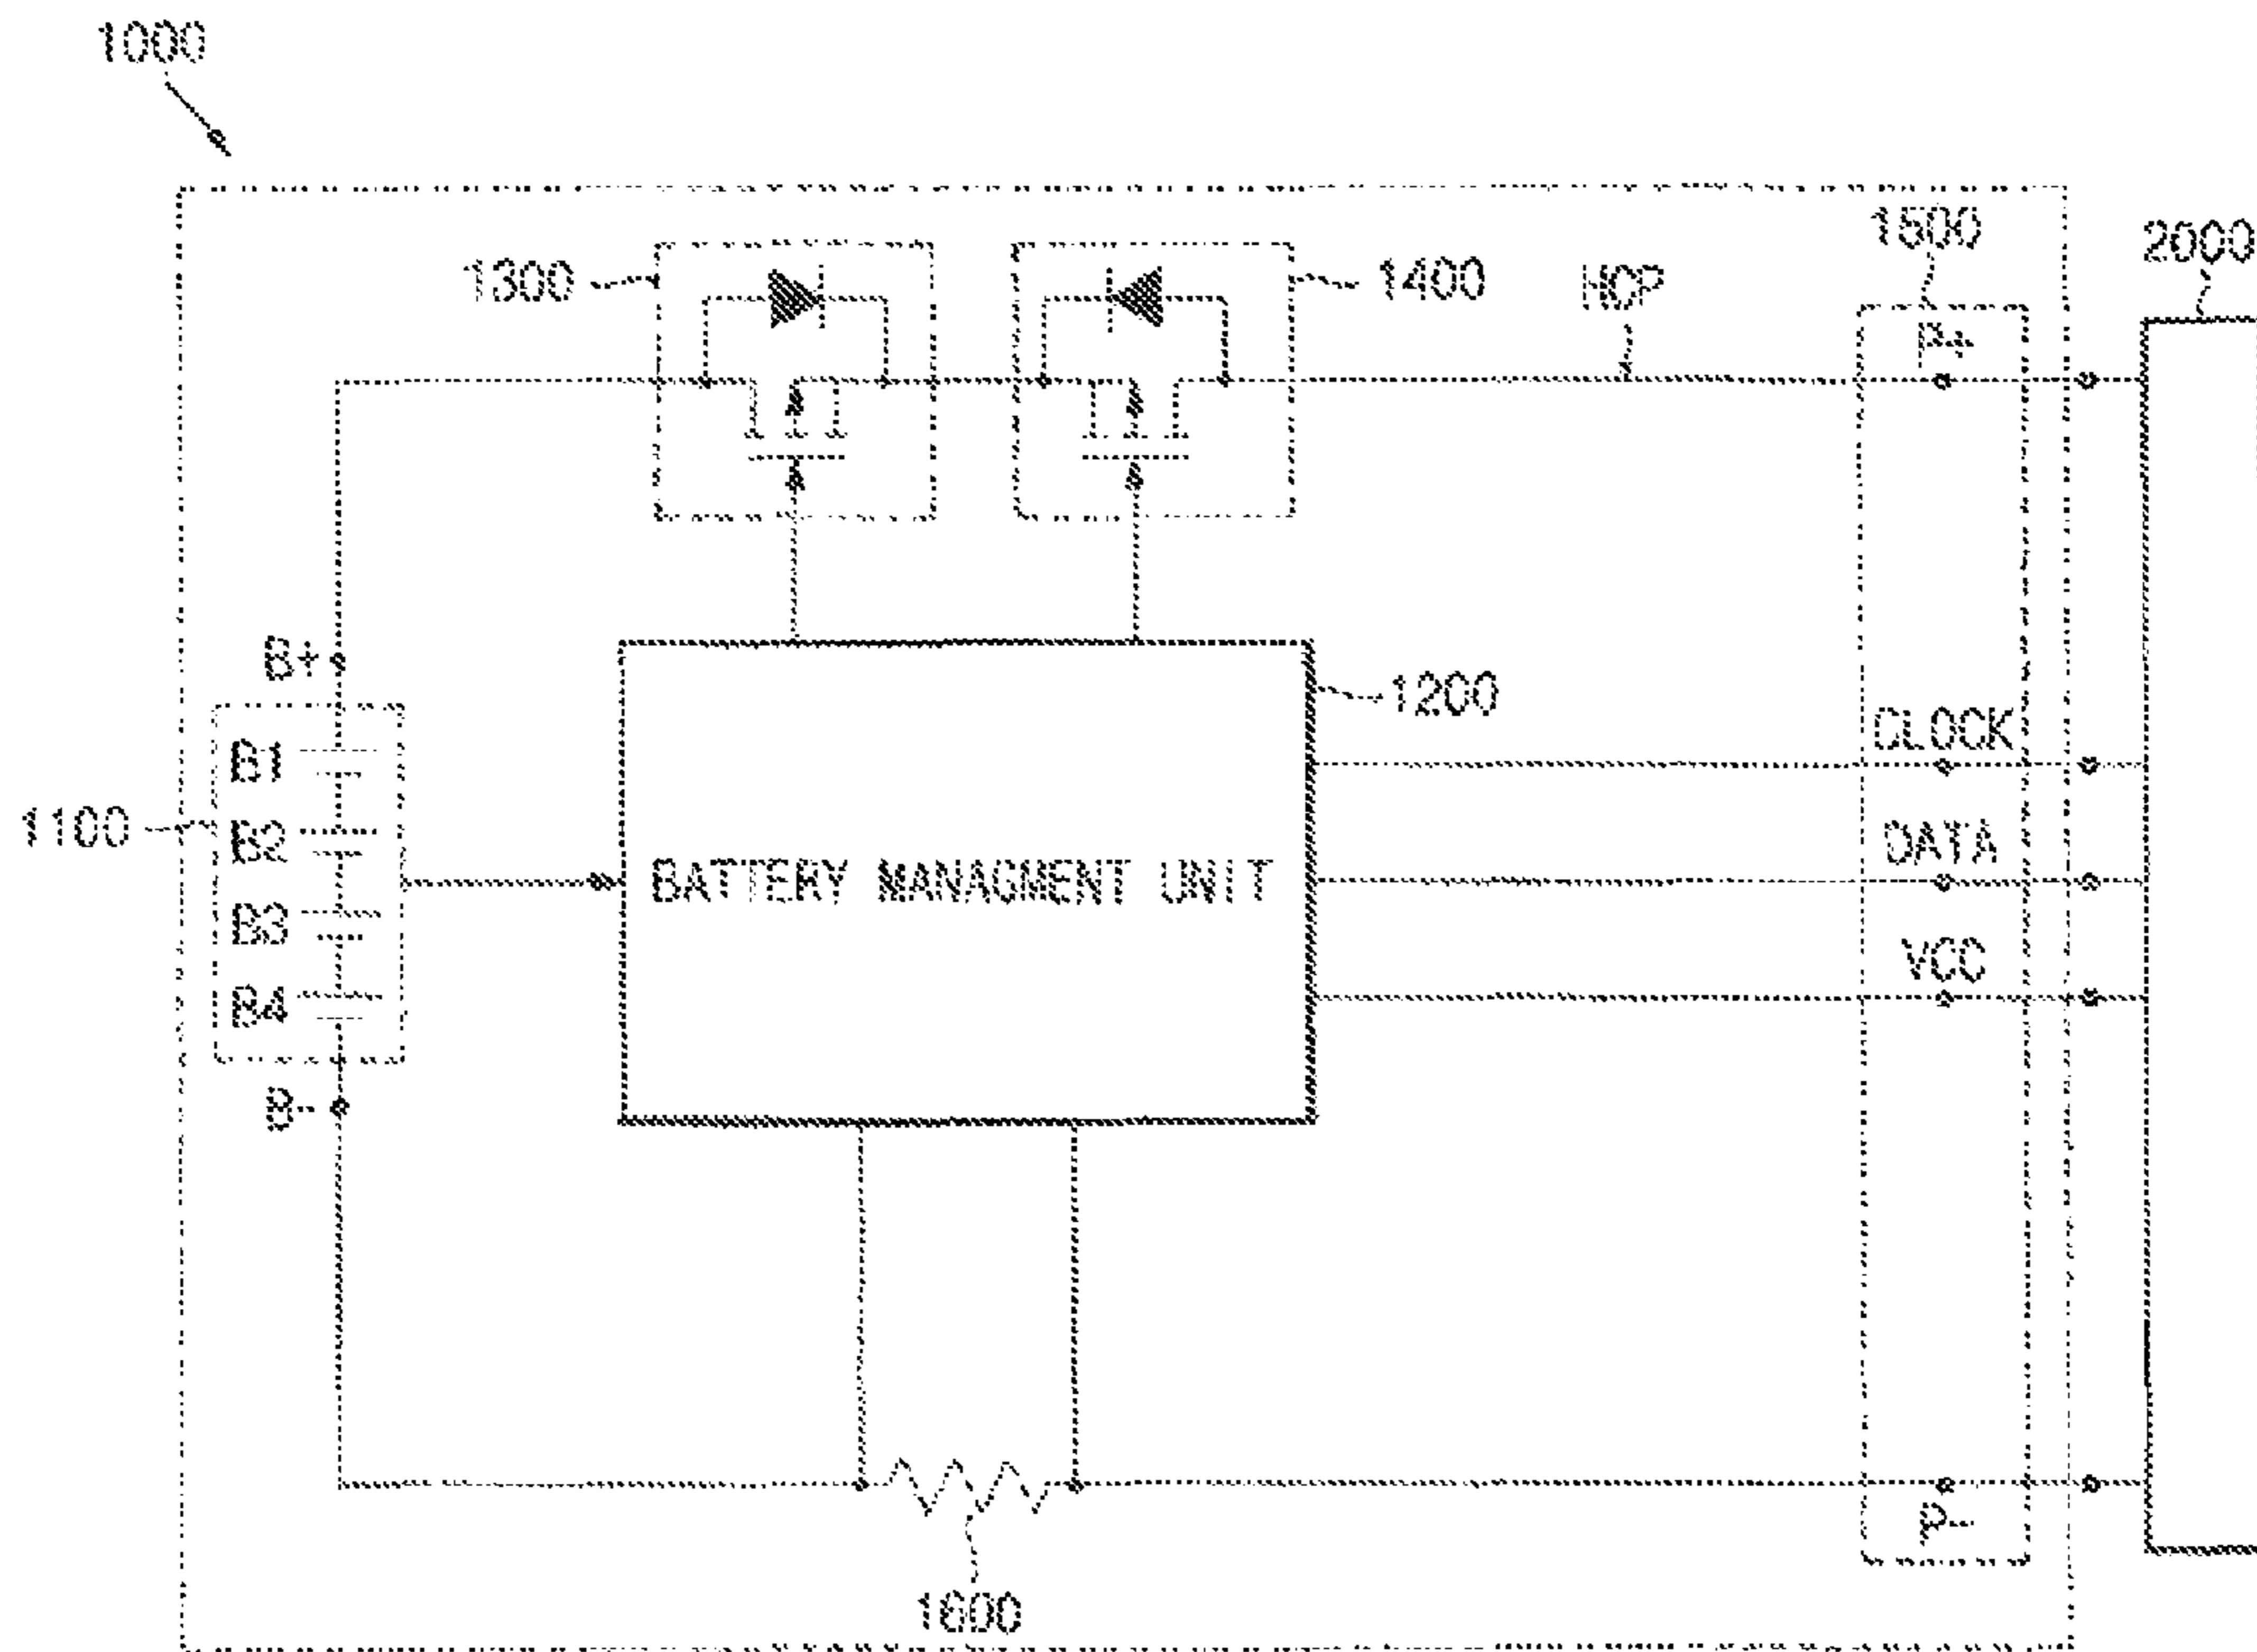 1000
1500
2000
1300
1400
HCP
P+
B+
1200
CLOCK
B1
1100
B2
DATA
BATTERY MANAGMENT UNIT
B3
VCC
B4
B-
P-
1600